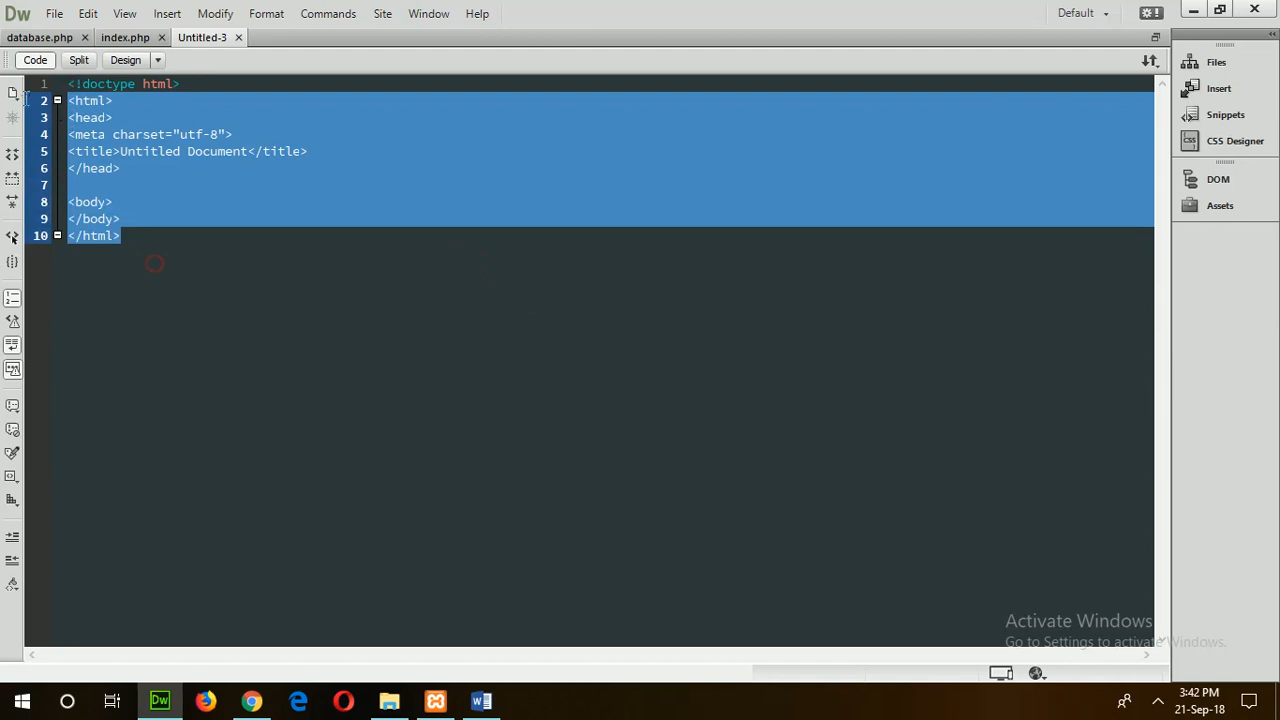 Dw File Edit View Insert Modify Format Commands Site Window Help Default
database.php × index.php × Untitled-3 ×
Code Split Design
1 <!doctype html>
2 <html>
3 <head>
4 <meta charset="utf-8">
5 <title>Untitled Document</title>
6 </head>
7
8 <body>
9 </body>
10 </html>
Files
Insert
Snippets
CSS CSS Designer
DOM
Assets
Activate Windows
Go to Settings to activate Windows.
Dw
3:42 PM
21-Sep-18